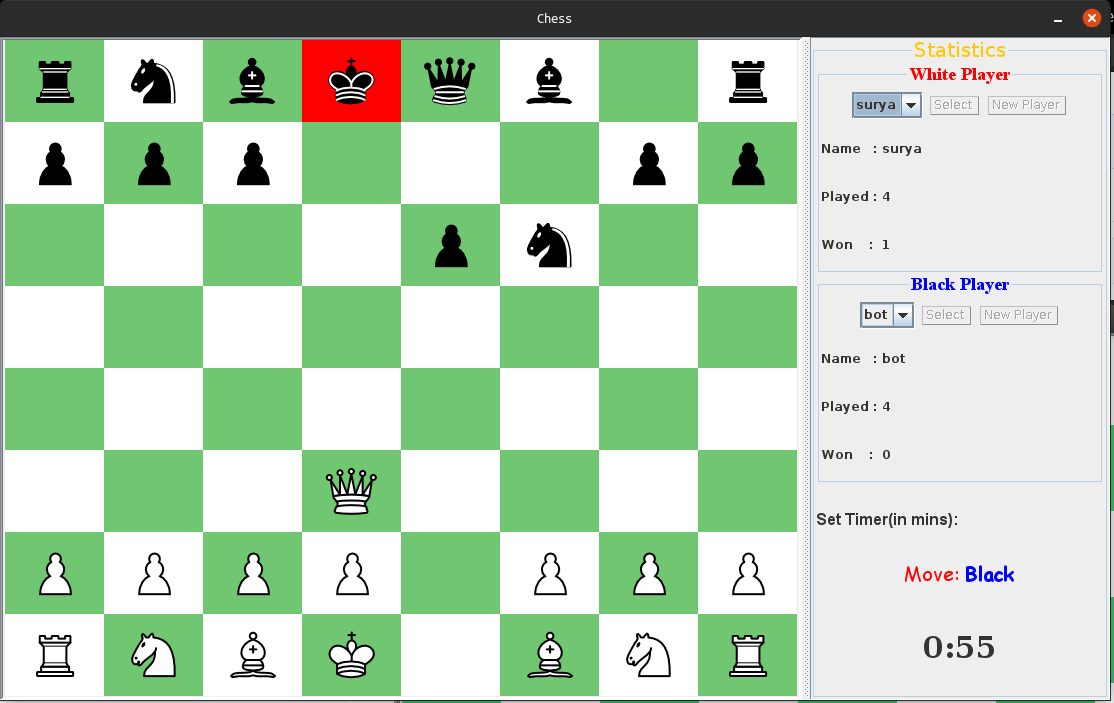 Chess
Statistics
White Player
surya Select New Player
Name : surya
Played : 4
Won : 1
Black Player
bot Select New Player
Name : bot
Played : 4
Won : 0
Set Timer(in mins):
Move: Black
0:55